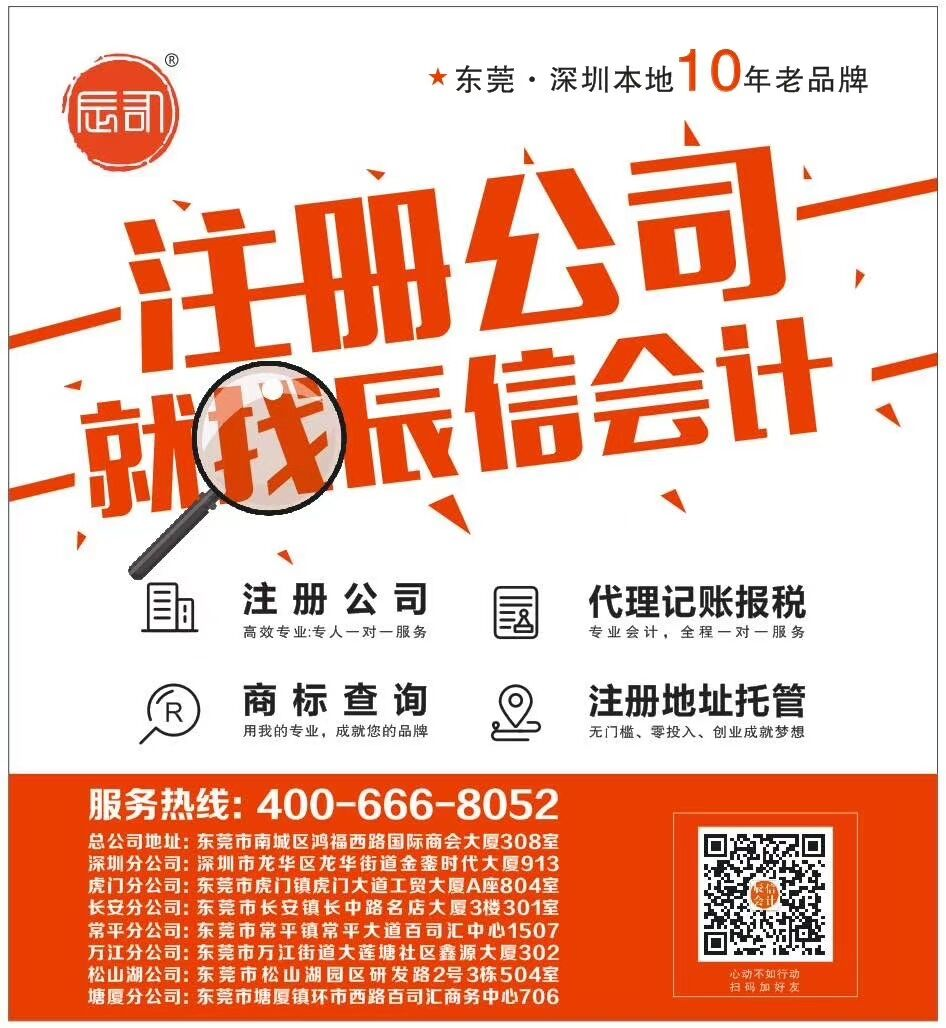 辰司
®
★东莞·深圳本地10年老品牌
注册公司
就找辰信会计
注册公司
高效专业:专人一对一服务
代理记账报税
专业会计，全程一对一服务
R
商标查询
用我的专业，成就您的品牌
注册地址托管
无门槛、零投入、创业成就梦想
服务热线：400-666-8052
总公司地址：东莞市南城区鸿福西路国际商会大厦308室
深圳分公司：深圳市龙华区龙华街道金銮时代大厦913
虎门分公司：东莞市虎门镇虎门大道工贸大厦A座804室
长安分公司：东莞市长安镇长中路名店大厦3楼301室
常平分公司：东莞市常平镇常平大道百司汇中心1507
万江分公司：东莞市万江街道大莲塘社区鑫源大厦302
松山湖公司：东莞市松山湖园区研发路2号3栋504室
塘厦分公司：东莞市塘厦镇环市西路百司汇商务中心706
辰信
会计
心动不如行动
扫码加好友